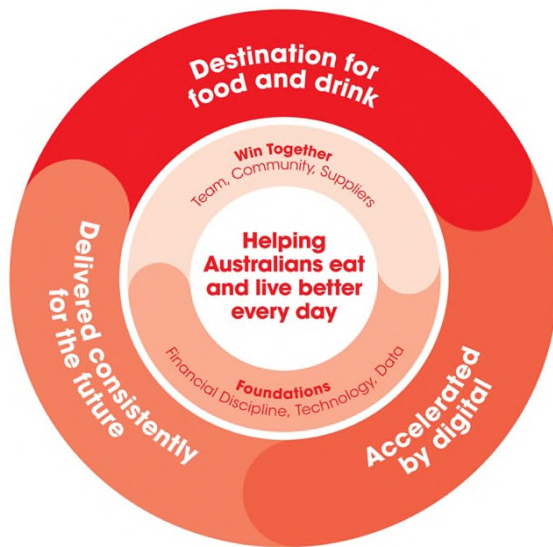 Destination for
food and drink
Win Together
Team, Community, Suppliers
Helping
Australians eat
and live better
every day
Foundations
Financial Discipline, Technology, Data
Delivered consistently
for the future
Accelerated
by digital